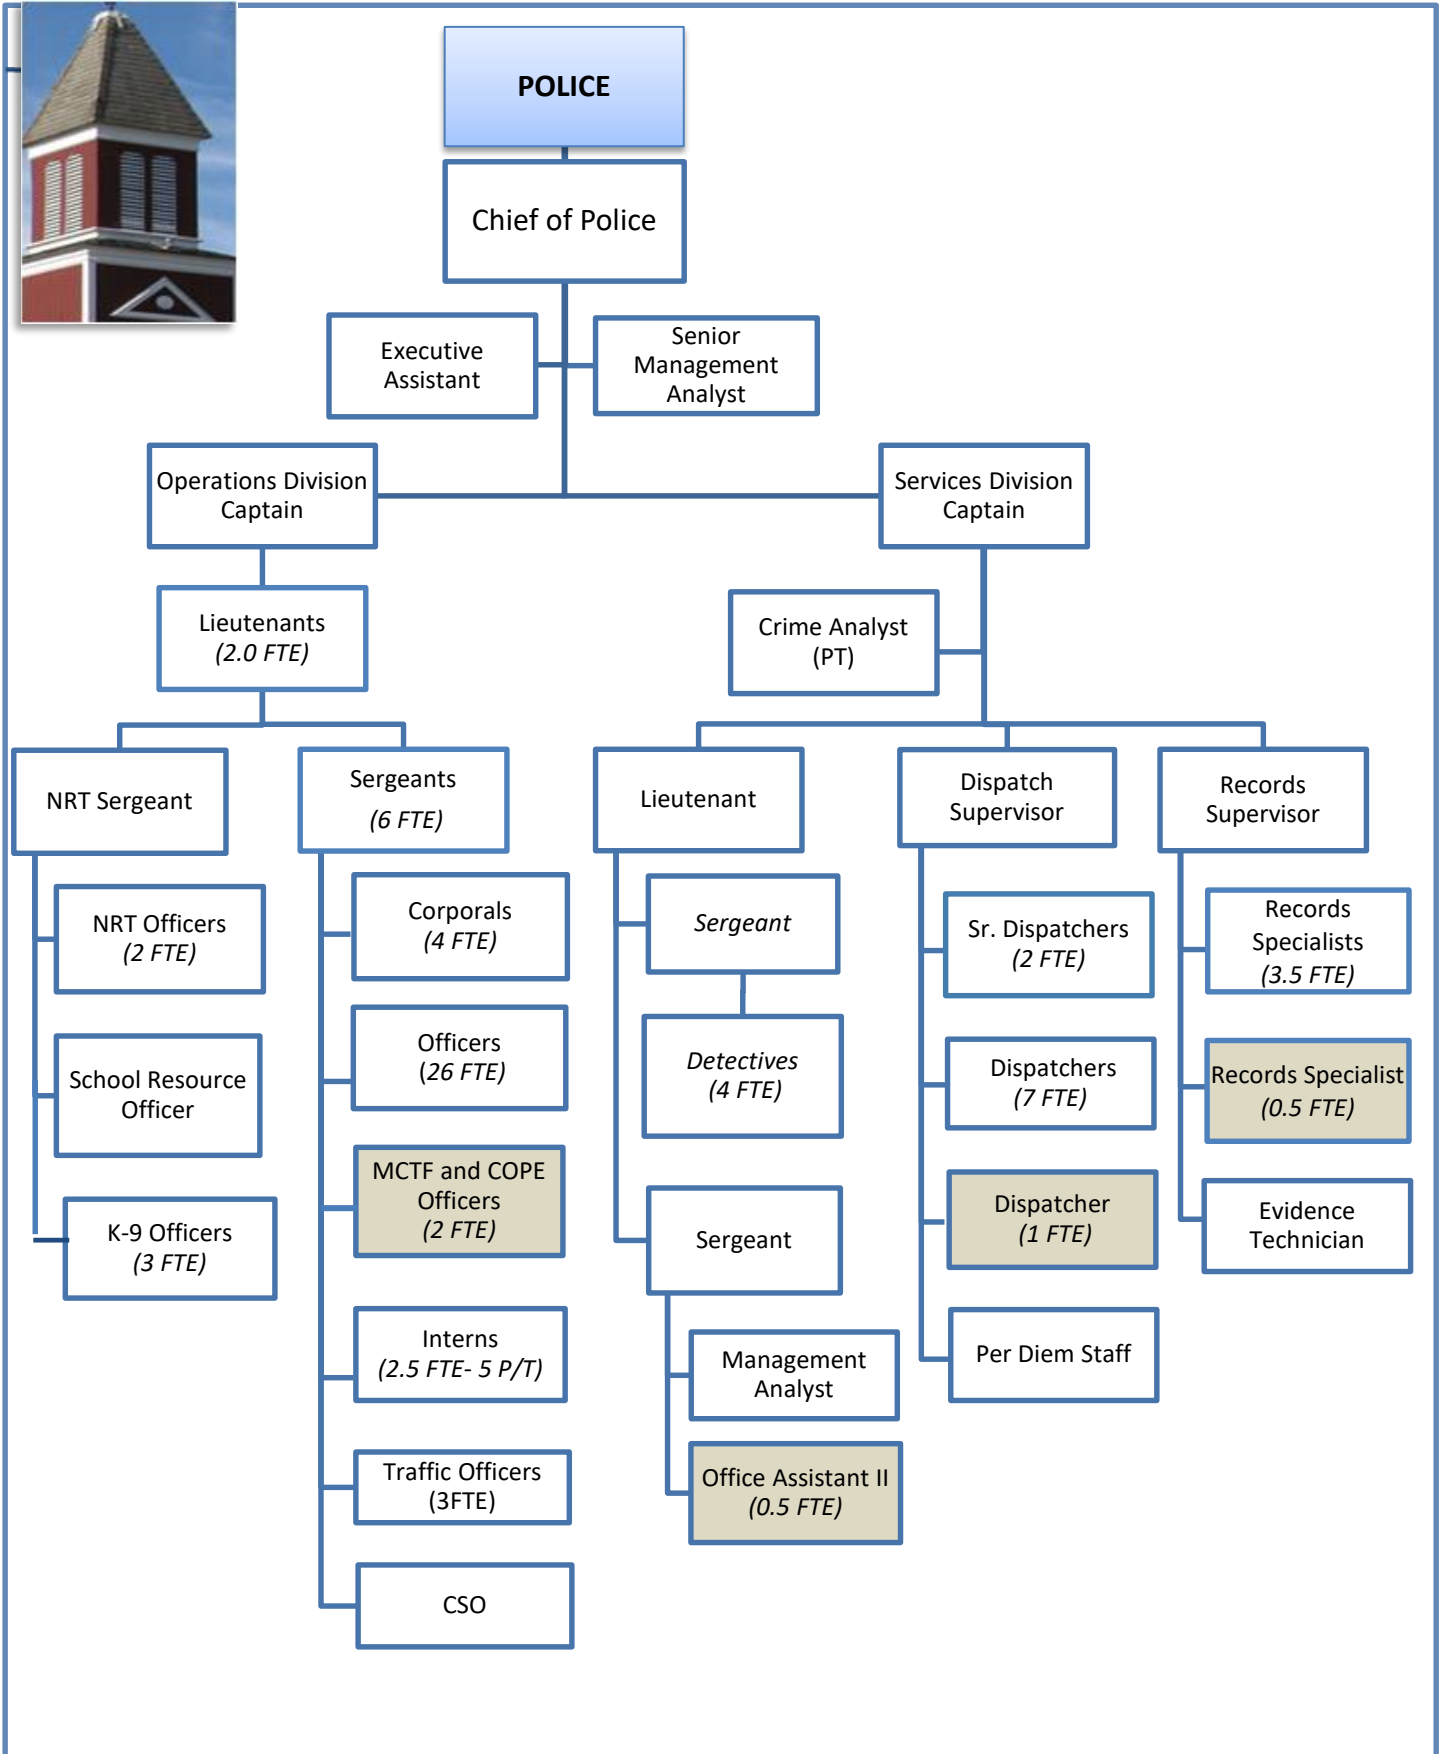 POLICE
Chief of Police
Executive
Assistant
Senior
Management
Analyst
Operations Division
Captain
Services Division
Captain
Lieutenants
(2.0 FTE)
Crime Analyst
(PT)
NRT Sergeant
Sergeants
(6 FTE)
Lieutenant
Dispatch
Supervisor
Records
Supervisor
NRT Officers
(2 FTE)
School Resource
Officer
K-9 Officers
(3 FTE)
Corporals
(4 FTE)
Officers
(26 FTE)
MCTF and COPE
Officers
(2 FTE)
Interns
(2.5 FTE- 5 P/T)
Traffic Officers
(3FTE)
CSO
Sergeant
Detectives
(4 FTE)
Sergeant
Management
Analyst
Office Assistant II
(0.5 FTE)
Sr. Dispatchers
(2 FTE)
Dispatchers
(7 FTE)
Dispatcher
(1 FTE)
Per Diem Staff
Records
Specialists
(3.5 FTE)
Records Specialist
(0.5 FTE)
Evidence
Technician